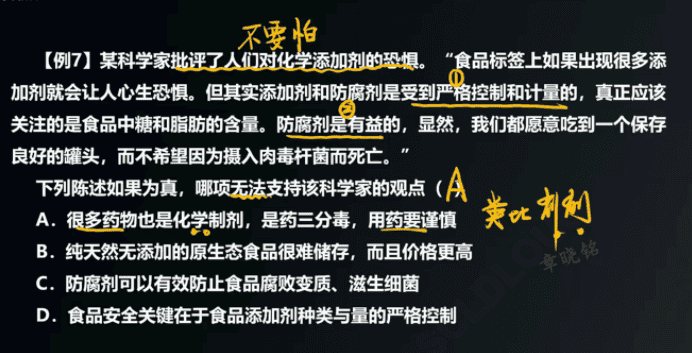 不要怕
【例7】某科学家批评了人们对化学添加剂的恐惧。“食品标签上如果出现很多添
①
加剂就会让人心生恐惧。但其实添加剂和防腐剂是受到严格控制和计量的，真正应该
②
关注的是食品中糖和脂肪的含量。防腐剂是有益的，显然，我们都愿意吃到一个保存
良好的罐头，而不希望因为摄入肉毒杆菌而死亡。”
下列陈述如果为真，哪项无法支持该科学家的观点（ ）
A
A．很多药物也是化学制剂，是药三分毒，用药要谨慎
类比
B．纯天然无添加的原生态食品很难储存，而且价格更高
章晓铭
C．防腐剂可以有效防止食品腐败变质、滋生细菌
D．食品安全关键在于食品添加剂种类与量的严格控制